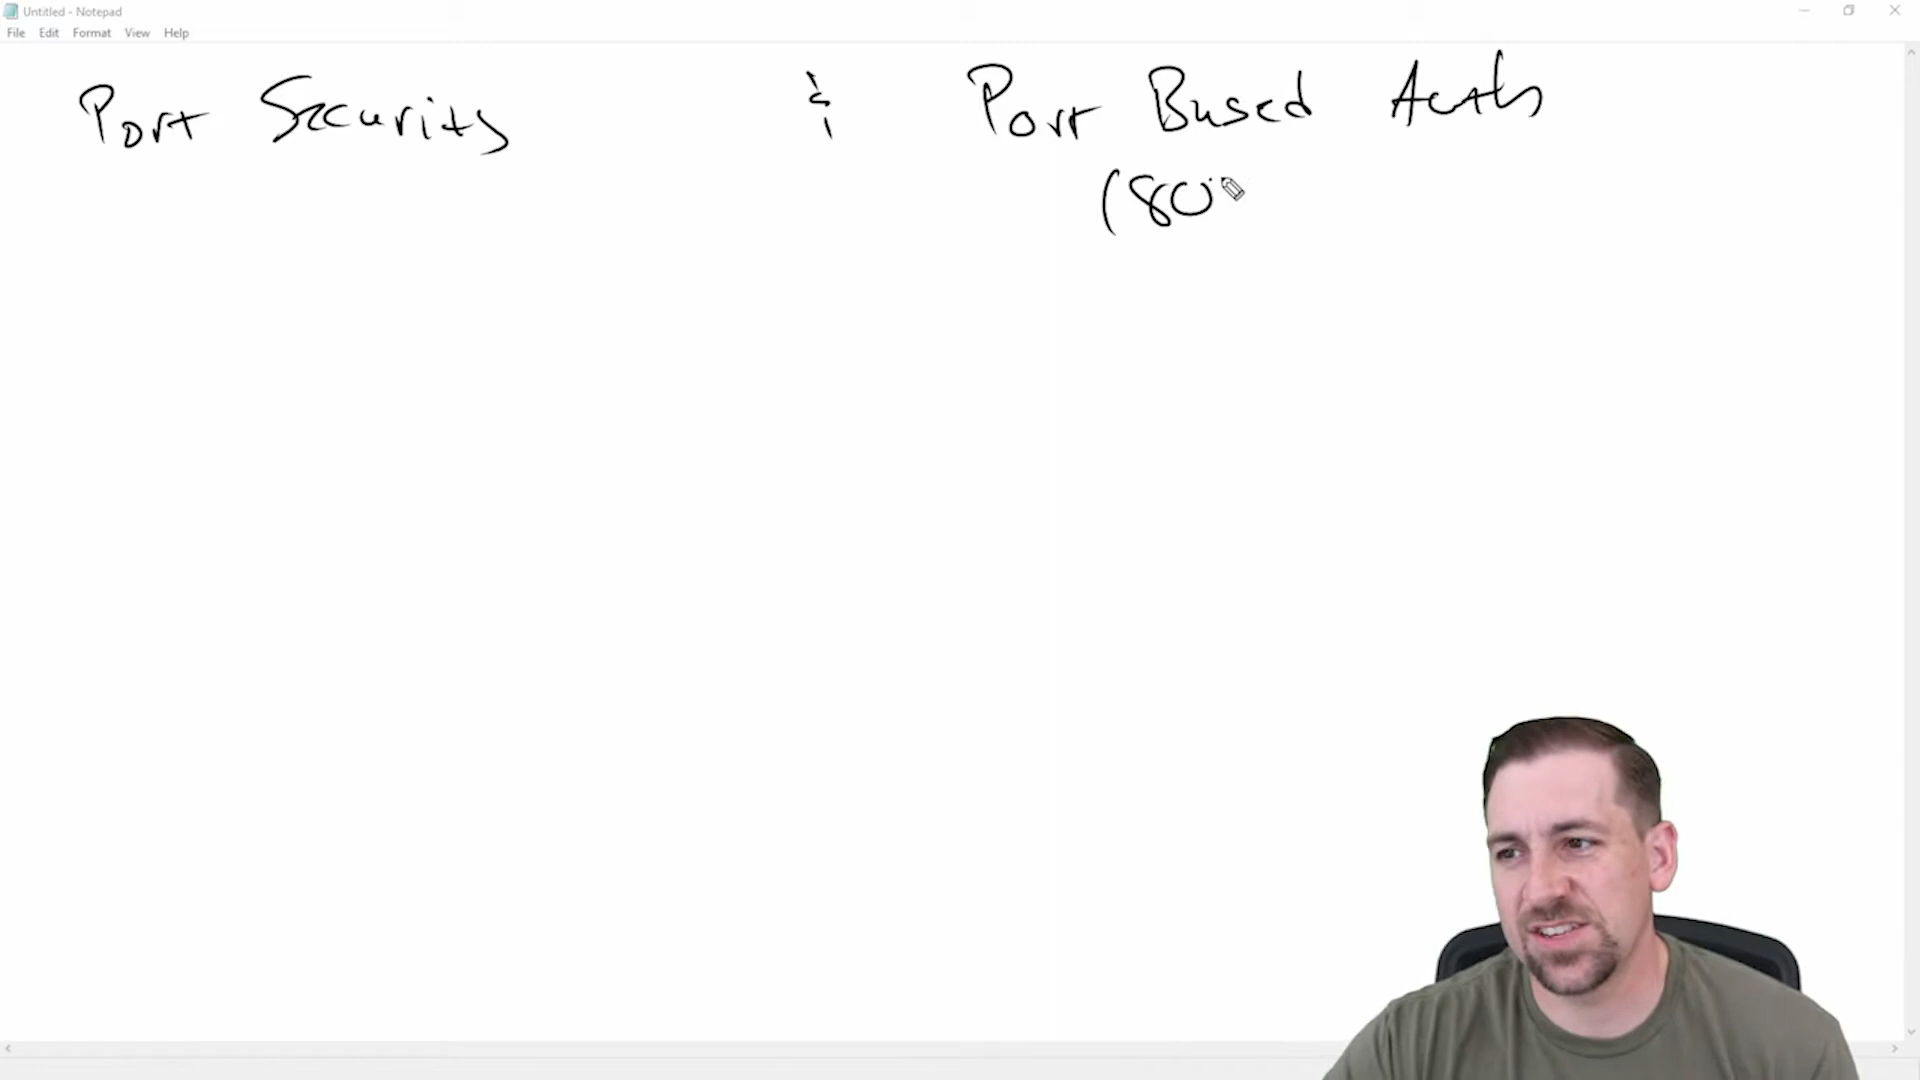 Untitled - Notepad
File Edit Format View Help
Port Security & Port Based Auth
(80